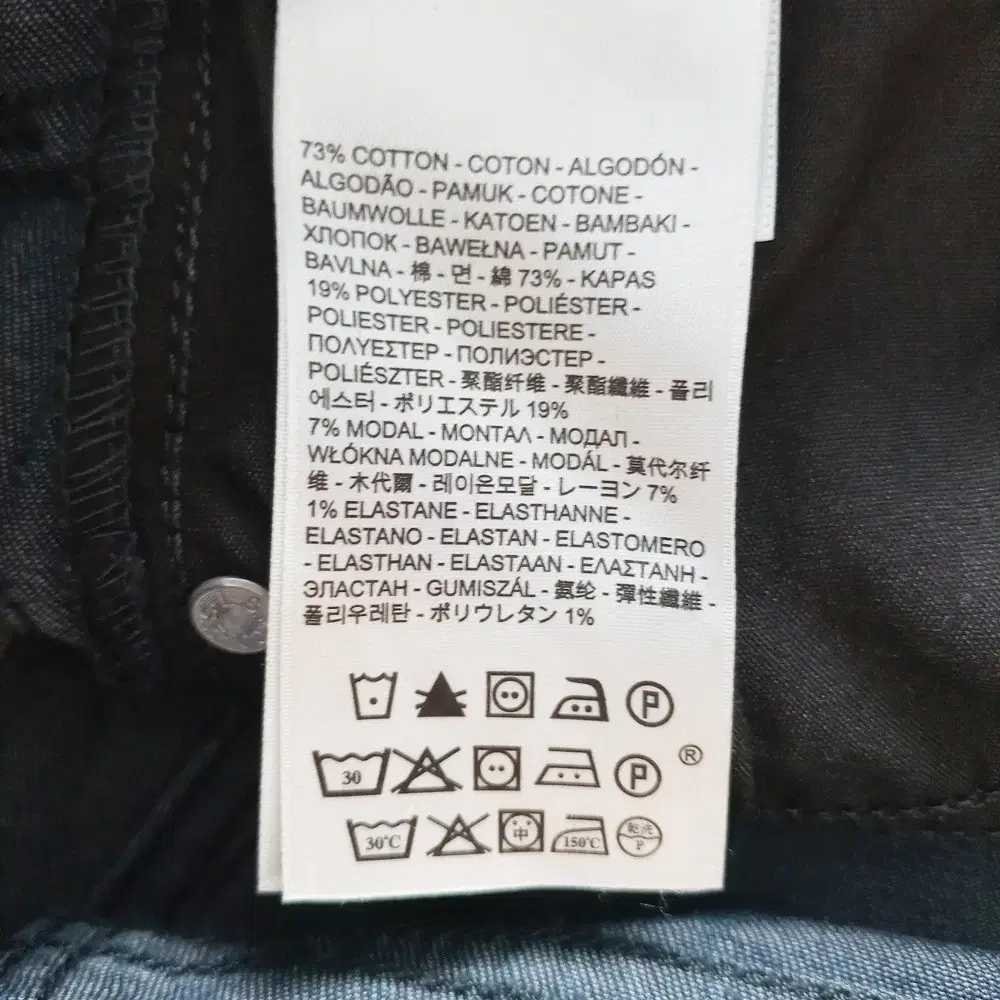 73% COTTON - COTON - ALGODÓN -
ALGODÃO - PAMUK - COTONE -
BAUMWOLLE - KATOEN - BAMBAKI -
ХЛОПОК - BAWEŁNA - PAMUT -
BAVLNA - 棉 - 면 - 綿 73% - KAPAS
19% POLYESTER - POLIÉSTER -
POLIESTER - POLIESTERE -
ΠΟΛΥΕΣΤΕΡ - ПОЛИЭСТЕР -
POLIÉSZTER - 聚酯纤维 - 聚酯纖維 - 폴리
에스터 - ポリエステル 19%
7% MODAL - ΜΟΝΤΑΛ - МОДАЛ -
WŁÓKNA MODALNE - MODÁL - 莫代尔纤
维 - 木代爾 - 레이온모달 - レーヨン 7%
1% ELASTANE - ELASTHANNE -
ELASTANO - ELASTAN - ELASTOMERO
- ELASTHAN - ELASTAAN - ΕΛΑΣΤΑΝΗ -
ЭЛАСТАН - GUMISZÁL - 氨纶 - 彈性纖維 -
폴리우레탄 - ポリウレタン 1%
P
30 P ®
30°C 中 150°C 乾洗 P